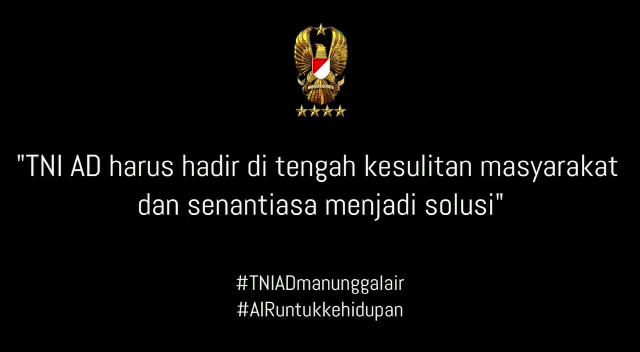 "TNI AD harus hadir di tengah kesulitan masyarakat
dan senantiasa menjadi solusi"
#TNIADmanunggalair
#AIRuntukkehidupan